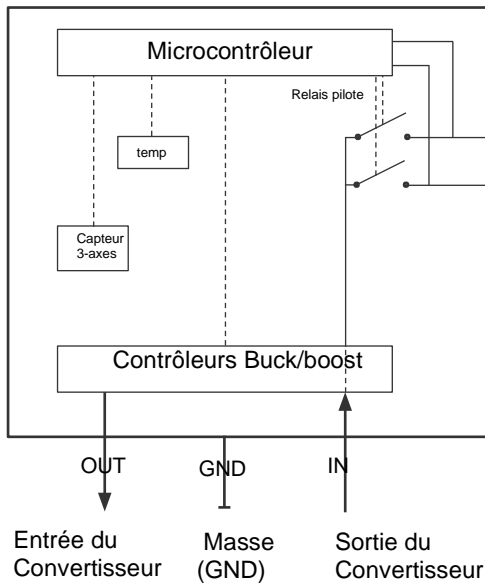 Microcontrôleur
Relais pilote
temp
Capteur
3-axes
Contrôleurs Buck/boost
OUT
GND
IN
Entrée du
Convertisseur
Masse
(GND)
Sortie du
Convertisseur